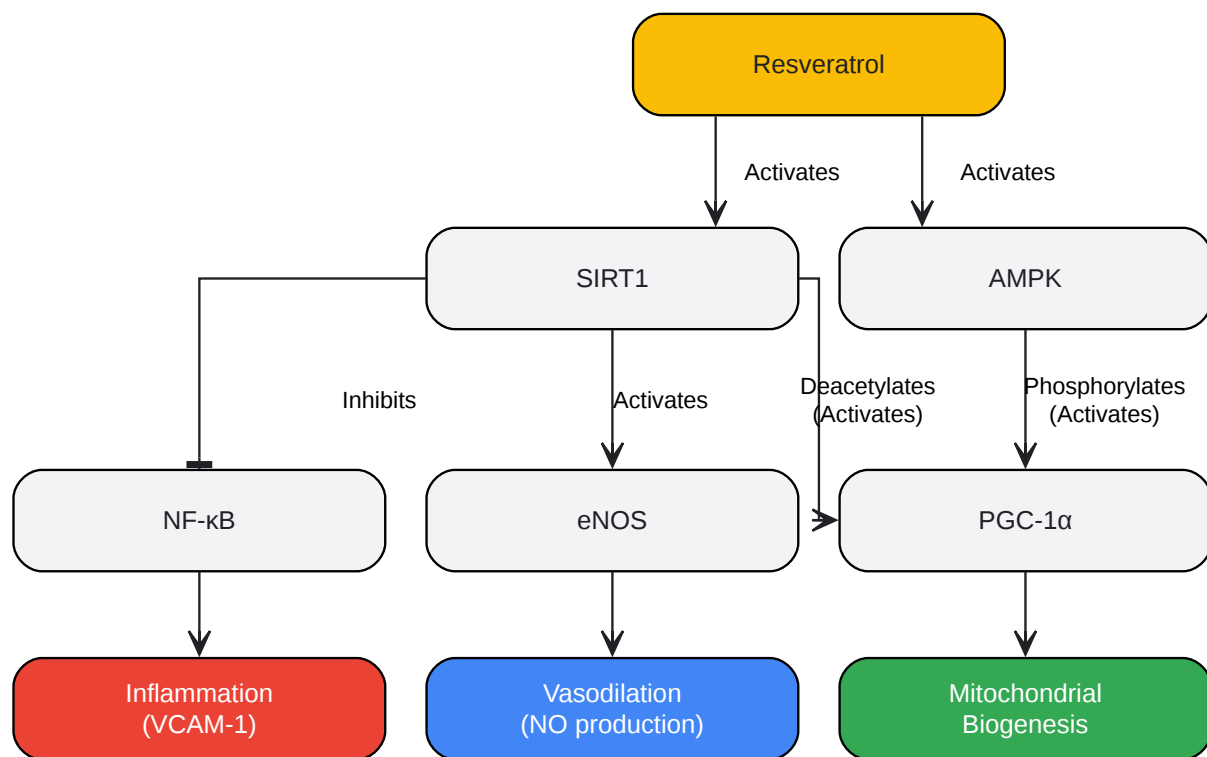 Resveratrol
Activates
Activates
SIRT1
AMPK
Inhibits
Activates
Deacetylates
(Activates)
Phosphorylates
(Activates)
NF-κB
eNOS
PGC-1α
Inflammation
(VCAM-1)
Vasodilation
(NO production)
Mitochondrial
Biogenesis